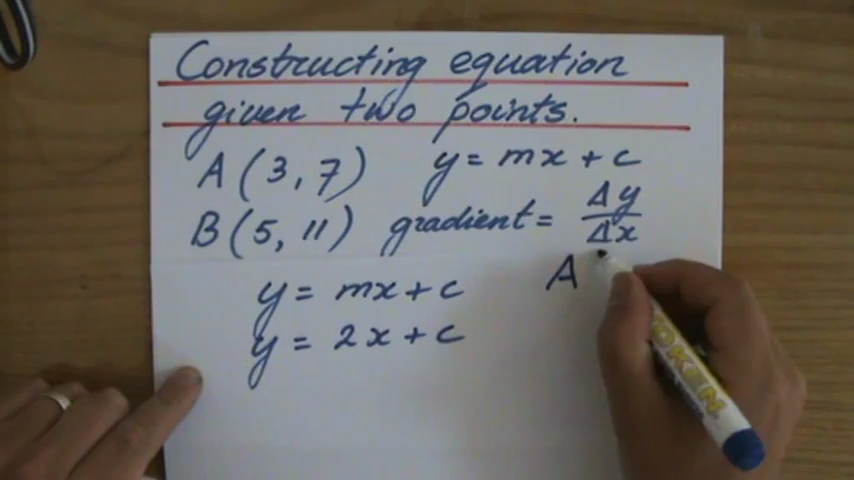 Constructing equation
given two points.
A (3, 7) y = mx + c
B (5, 11) gradient = Δy/Δx
y = mx + c A
y = 2x + c